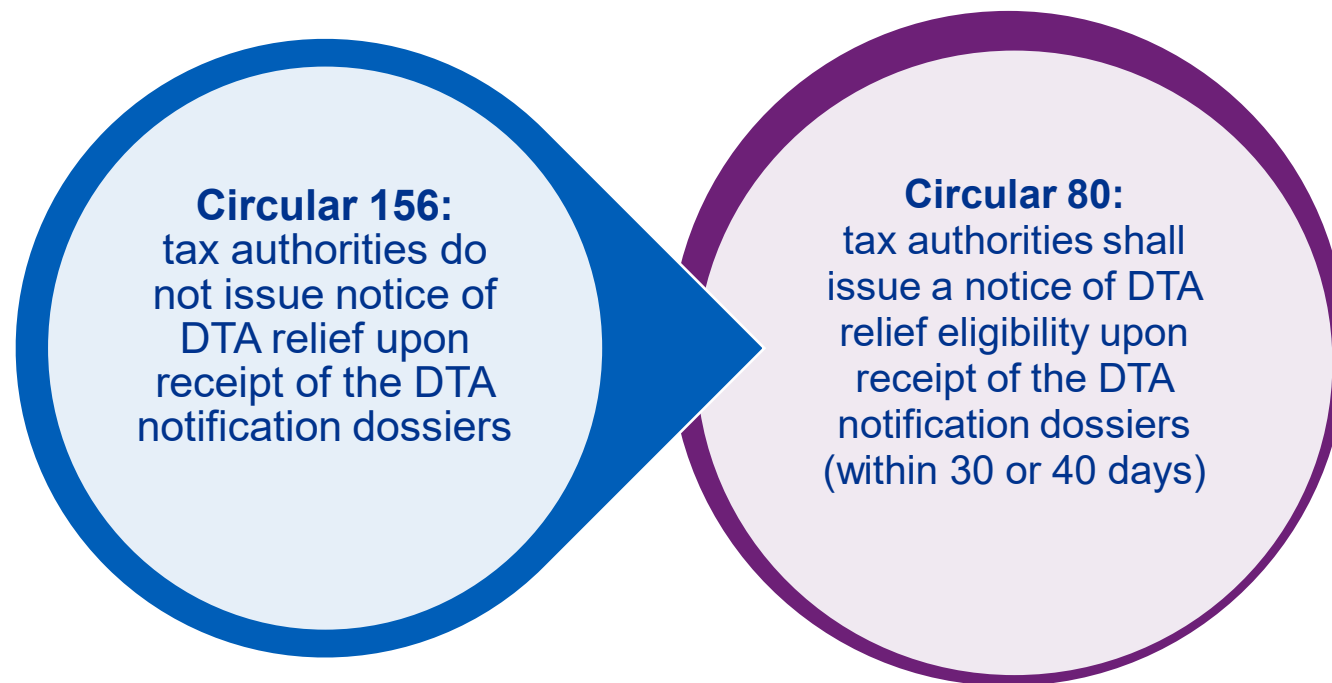 Circular 156:
tax authorities do
not issue notice of
DTA relief upon
receipt of the DTA
notification dossiers
Circular 80:
tax authorities shall
issue a notice of DTA
relief eligibility upon
receipt of the DTA
notification dossiers
(within 30 or 40 days)